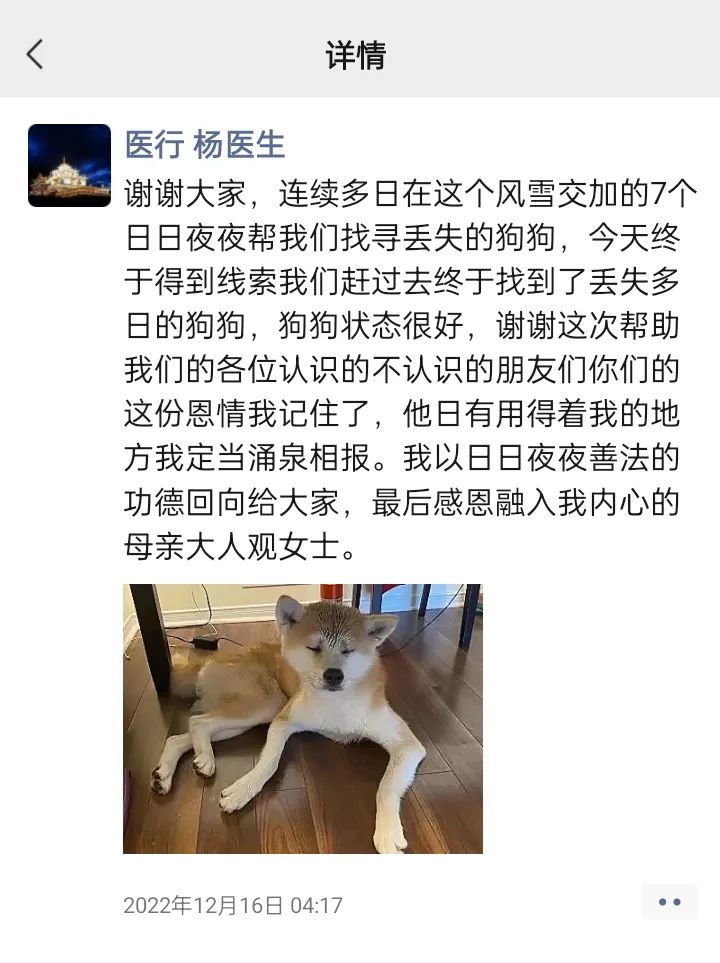 详情
医行 杨医生
谢谢大家，连续多日在这个风雪交加的7个
日日夜夜帮我们找寻丢失的狗狗，今天终
于得到线索我们赶过去终于找到了丢失多
日的狗狗，狗狗状态很好，谢谢这次帮助
我们的各位认识的不认识的朋友们你们的
这份恩情我记住了，他日有用得着我的地
方我定当涌泉相报。我以日日夜夜善法的
功德回向给大家，最后感恩融入我内心的
母亲大人观女士。
2022年12月16日 04:17